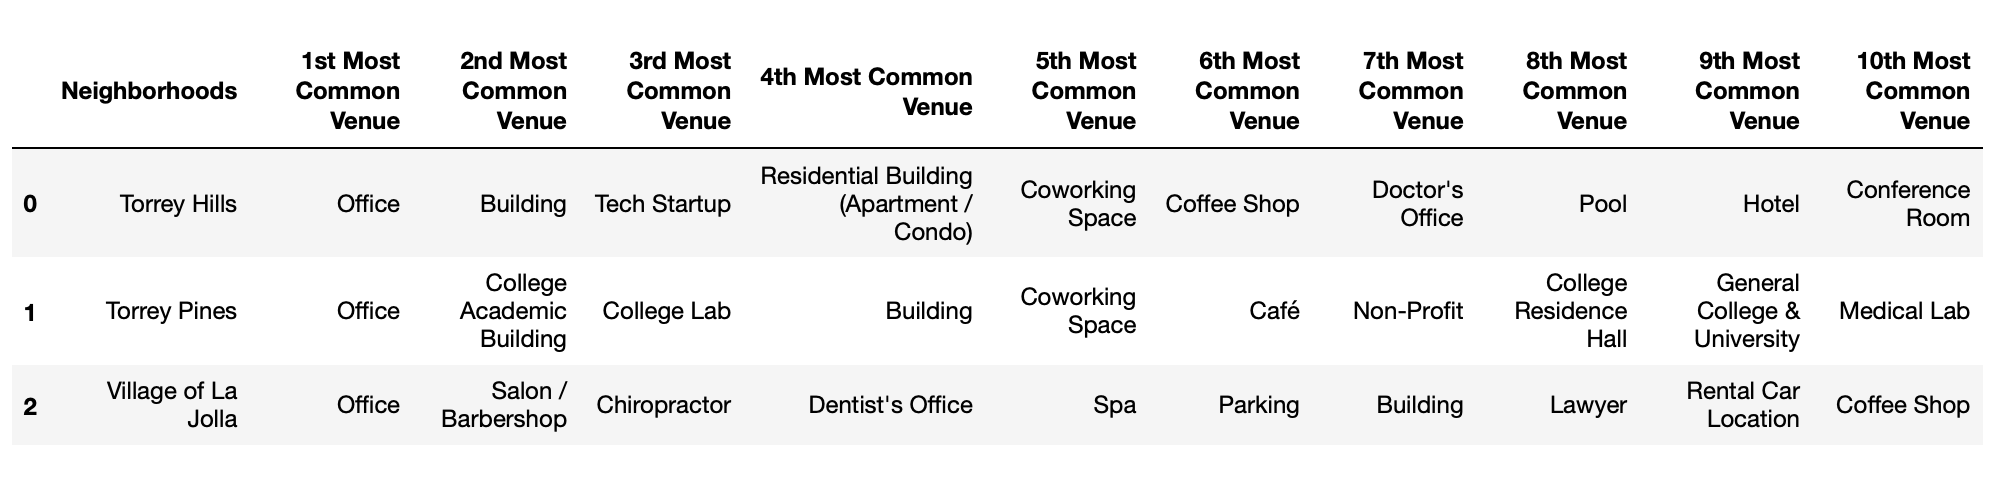 Neighborhoods 1st Most Common Venue 2nd Most Common Venue 3rd Most Common Venue 4th Most Common Venue 5th Most Common Venue 6th Most Common Venue 7th Most Common Venue 8th Most Common Venue 9th Most Common Venue 10th Most Common Venue
0 Torrey Hills Office Building Tech Startup Residential Building (Apartment / Condo) Coworking Space Coffee Shop Doctor's Office Pool Hotel Conference Room
1 Torrey Pines Office College Academic Building College Lab Building Coworking Space Café Non-Profit College Residence Hall General College & University Medical Lab
2 Village of La Jolla Office Salon / Barbershop Chiropractor Dentist's Office Spa Parking Building Lawyer Rental Car Location Coffee Shop